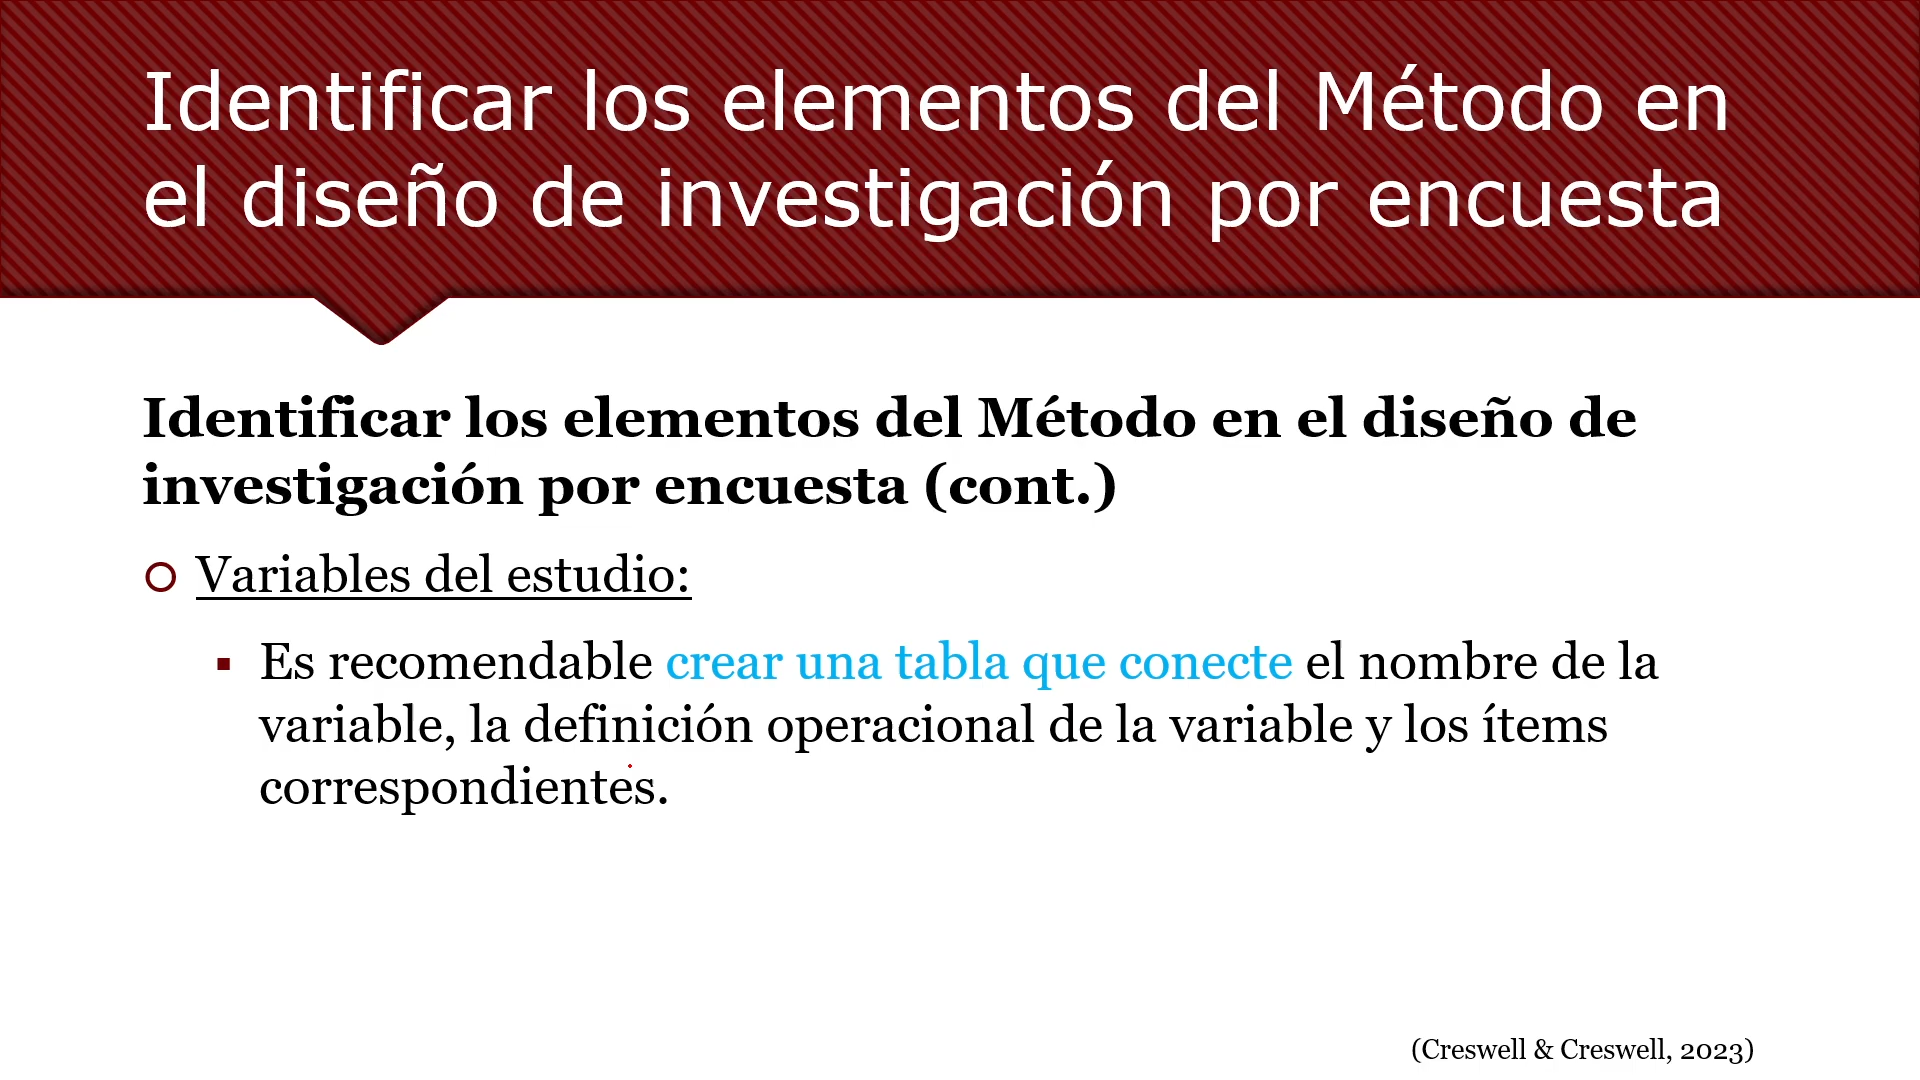 Identificar los elementos del Método en
el diseño de investigación por encuesta
Identificar los elementos del Método en el diseño de
investigación por encuesta (cont.)
Variables del estudio:
Es recomendable crear una tabla que conecte el nombre de la
variable, la definición operacional de la variable y los ítems
correspondientes.
(Creswell & Creswell, 2023)